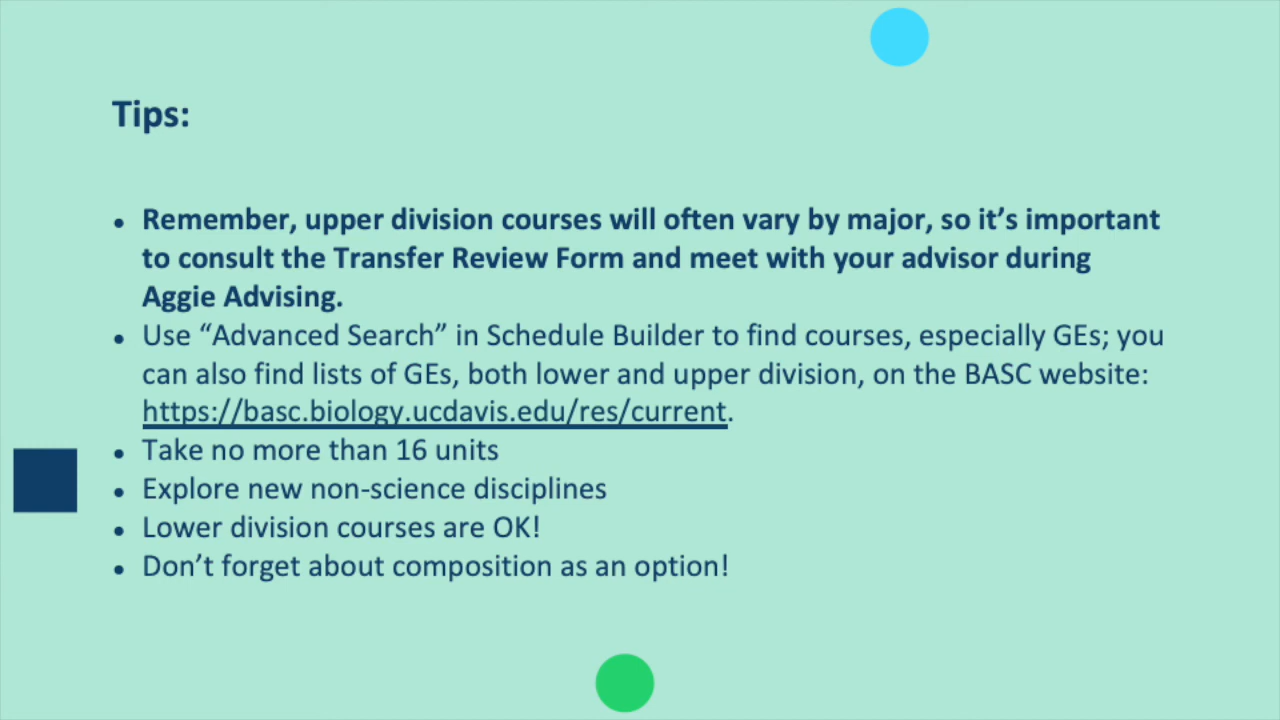 Tips:
• Remember, upper division courses will often vary by major, so it’s important
to consult the Transfer Review Form and meet with your advisor during
Aggie Advising.
• Use “Advanced Search” in Schedule Builder to find courses, especially GEs; you
can also find lists of GEs, both lower and upper division, on the BASC website:
https://basc.biology.ucdavis.edu/res/current.
• Take no more than 16 units
• Explore new non-science disciplines
• Lower division courses are OK!
• Don’t forget about composition as an option!